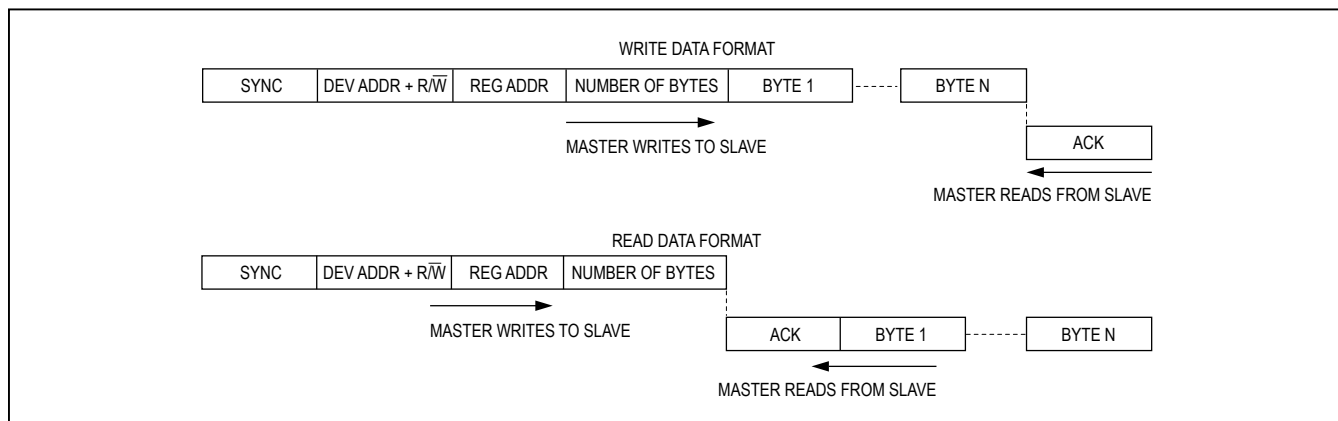 WRITE DATA FORMAT
SYNC DEV ADDR + R/W̅ REG ADDR NUMBER OF BYTES BYTE 1 BYTE N
MASTER WRITES TO SLAVE
ACK
MASTER READS FROM SLAVE
READ DATA FORMAT
SYNC DEV ADDR + R/W̅ REG ADDR NUMBER OF BYTES
MASTER WRITES TO SLAVE
ACK BYTE 1 BYTE N
MASTER READS FROM SLAVE